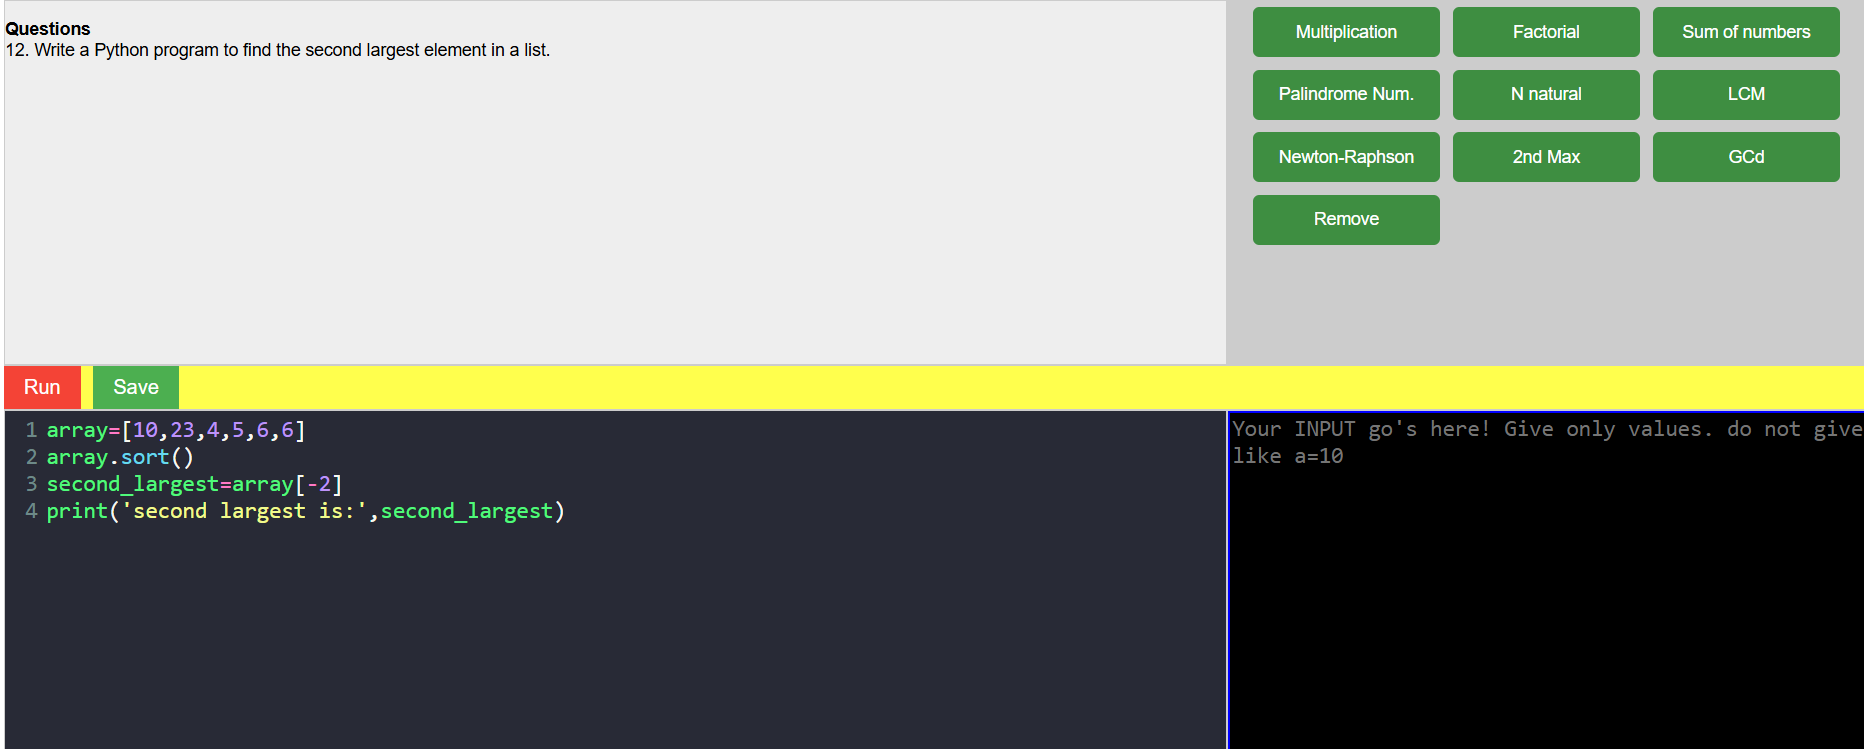 Questions
12. Write a Python program to find the second largest element in a list.
Multiplication
Factorial
Sum of numbers
Palindrome Num.
N natural
LCM
Newton-Raphson
2nd Max
GCd
Remove
Run
Save
1 array=[10,23,4,5,6,6]
2 array.sort()
3 second_largest=array[-2]
4 print('second largest is:',second_largest)
Your INPUT go's here! Give only values. do not give
like a=10